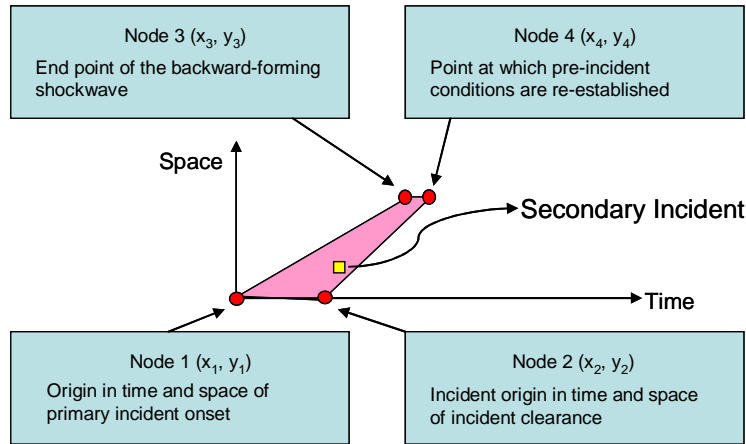 Node 3 (x₃, y₃)
End point of the backward-forming
shockwave
Node 4 (x₄, y₄)
Point at which pre-incident
conditions are re-established
Space
Secondary Incident
Time
Node 1 (x₁, y₁)
Origin in time and space of
primary incident onset
Node 2 (x₂, y₂)
Incident origin in time and space
of incident clearance